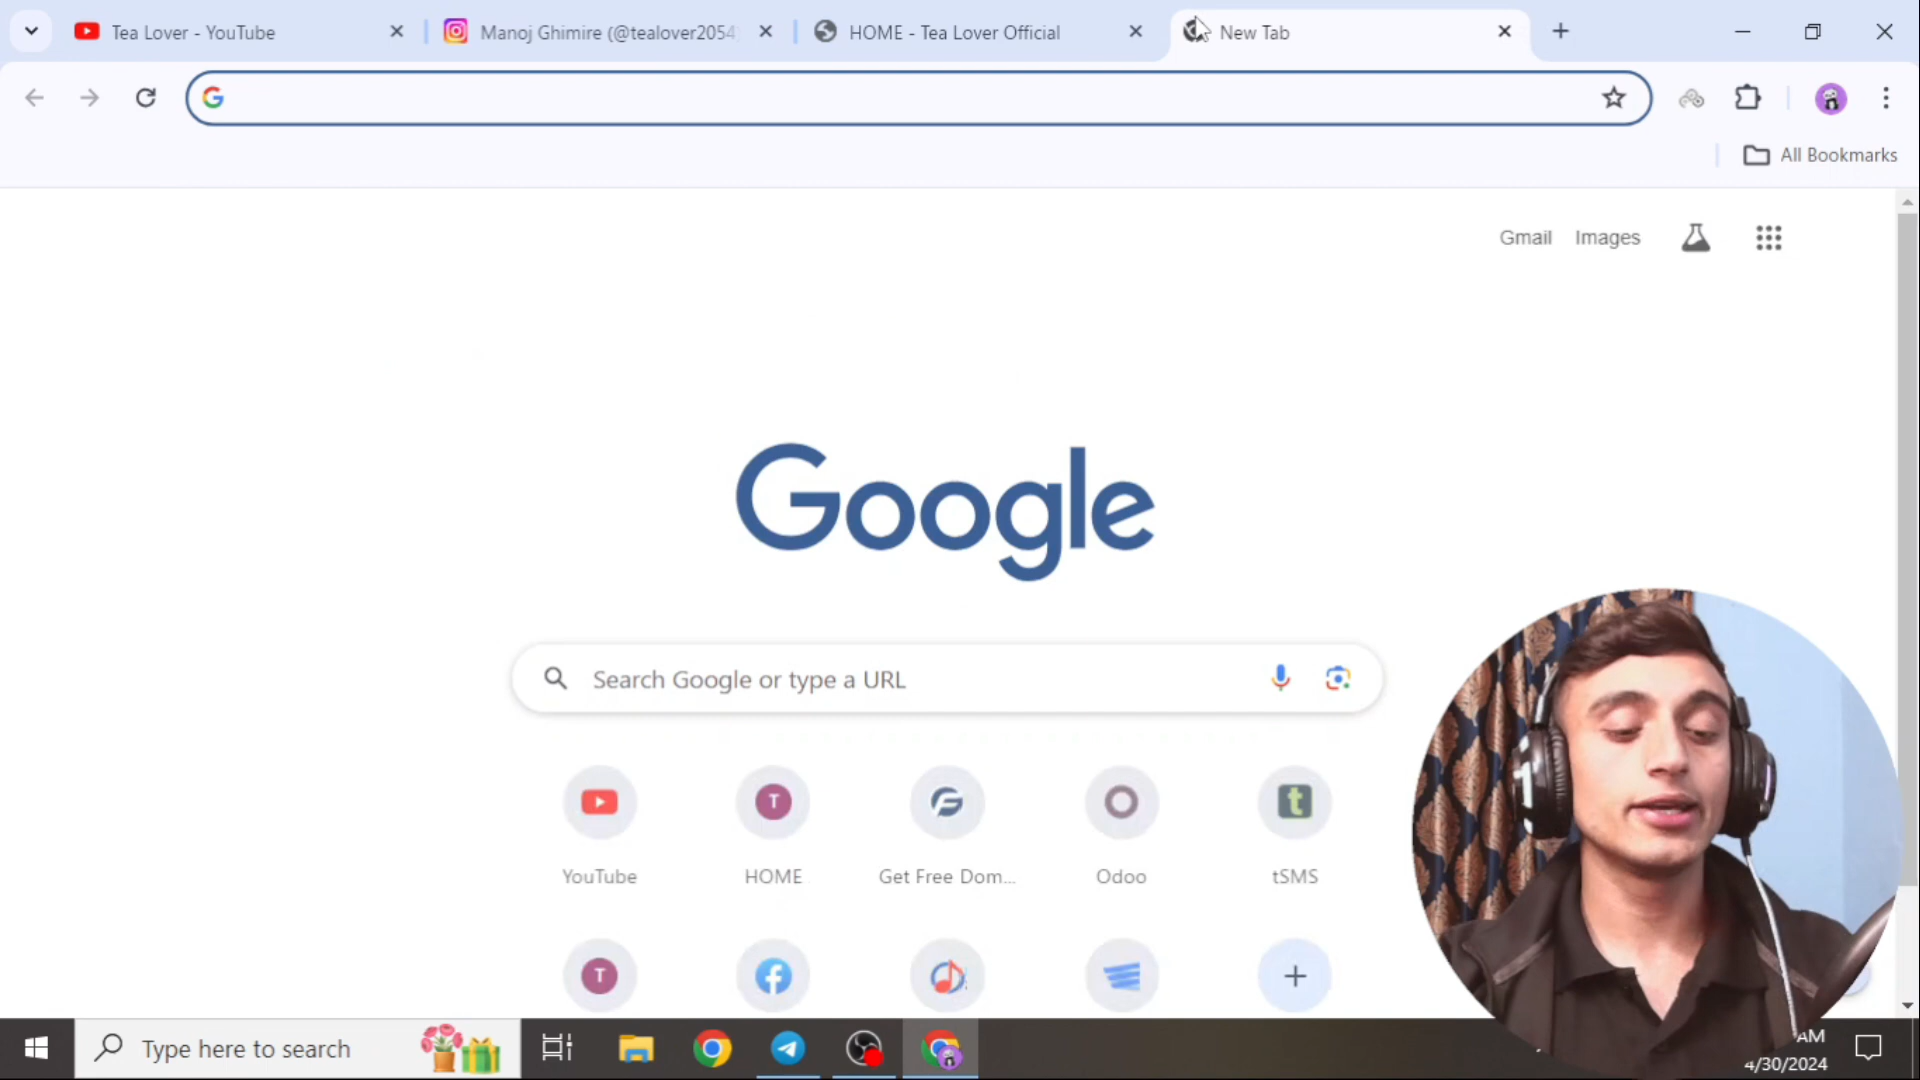 Tea Lover - YouTube
Manoj Ghimire (@tealover2054
HOME - Tea Lover Official
New Tab
All Bookmarks
Gmail
Images
Google
Search Google or type a URL
YouTube
HOME
Get Free Dom...
Odoo
tSMS
Type here to search
AM
4/30/2024